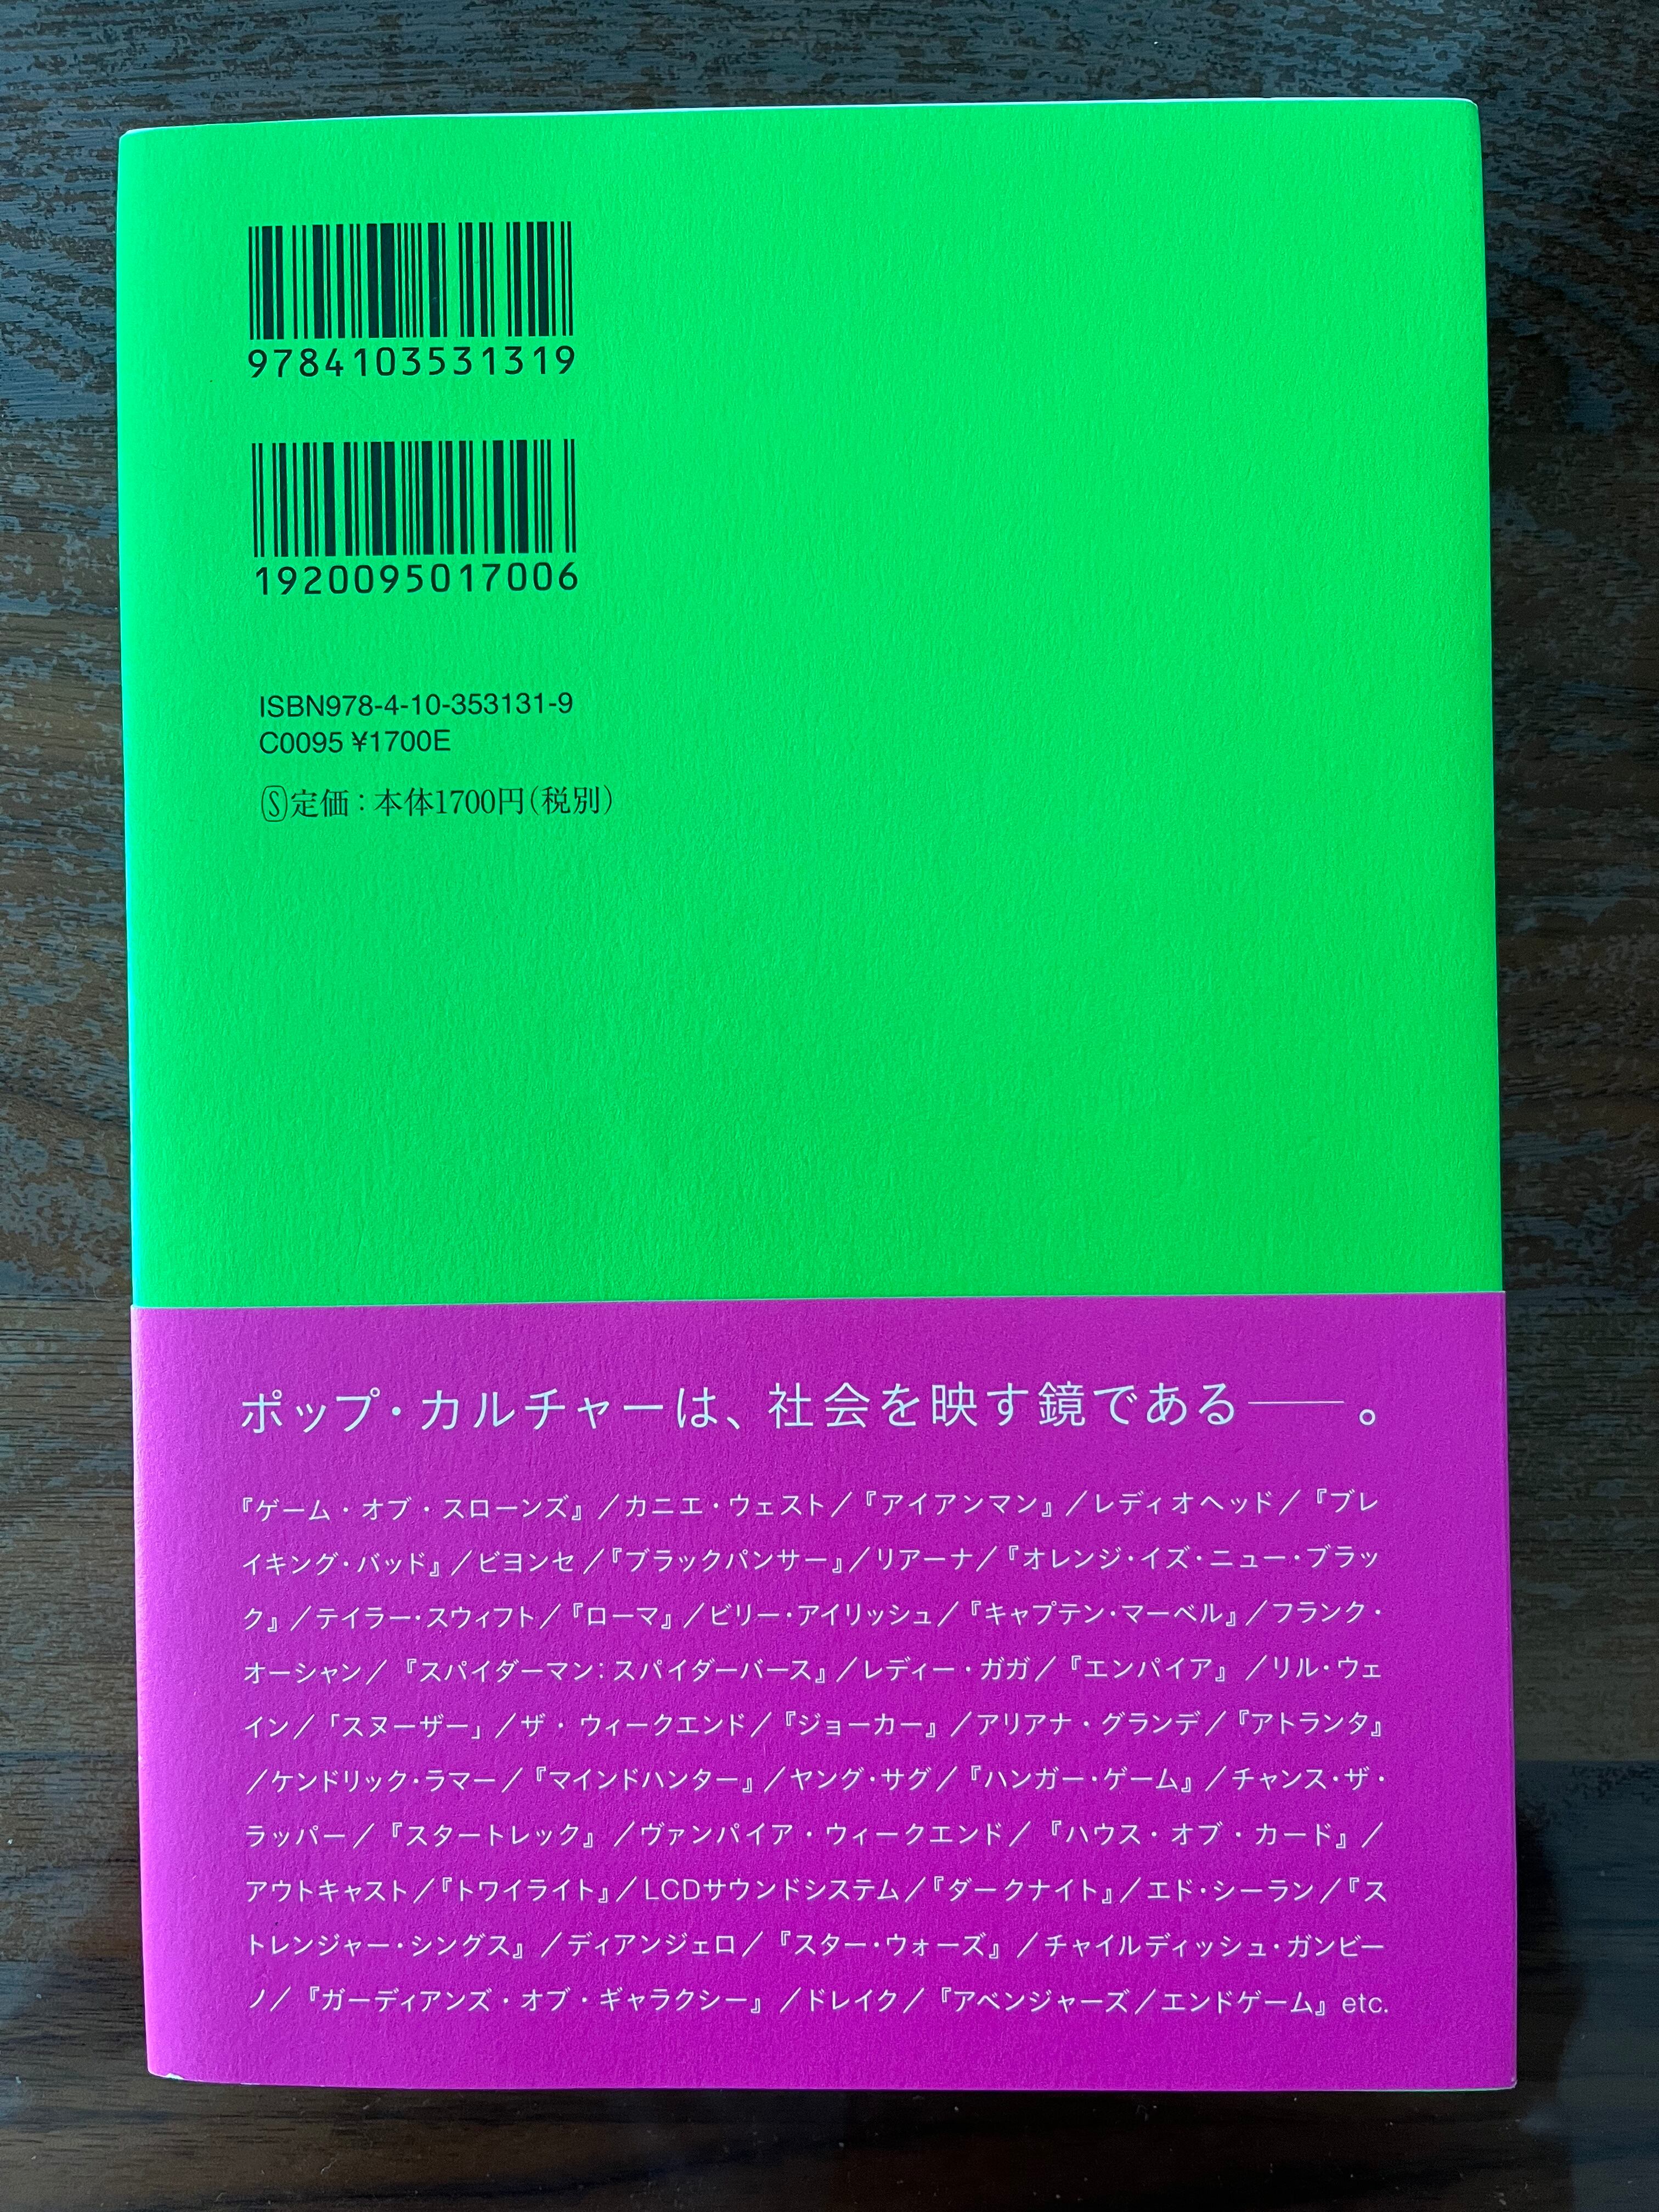 9784103531319
1920095017006
ISBN978-4-10-353131-9
C0095 ¥1700E
Ⓢ定価：本体1700円（税別）
ポップ・カルチャーは、社会を映す鏡である――。
『ゲーム・オブ・スローンズ』／カニエ・ウェスト／『アイアンマン』／レディオヘッド／『ブレ
イキング・バッド』／ビヨンセ／『ブラックパンサー』／リアーナ／『オレンジ・イズ・ニュー・ブラッ
ク』／テイラー・スウィフト／『ローマ』／ビリー・アイリッシュ／『キャプテン・マーベル』／フランク・
オーシャン／『スパイダーマン：スパイダーバース』／レディー・ガガ／『エンパイア』／リル・ウェ
イン／「スヌーザー」／ザ・ウィークエンド／『ジョーカー』／アリアナ・グランデ／『アトランタ』
／ケンドリック・ラマー／『マインドハンター』／ヤング・サグ／『ハンガー・ゲーム』／チャンス・ザ・
ラッパー／『スタートレック』／ヴァンパイア・ウィークエンド／『ハウス・オブ・カード』／
アウトキャスト／『トワイライト』／LCDサウンドシステム／『ダークナイト』／エド・シーラン／『ス
トレンジャー・シングス』／ディアンジェロ／『スター・ウォーズ』／チャイルディッシュ・ガンビー
ノ／『ガーディアンズ・オブ・ギャラクシー』／ドレイク／『アベンジャーズ／エンドゲーム』etc.